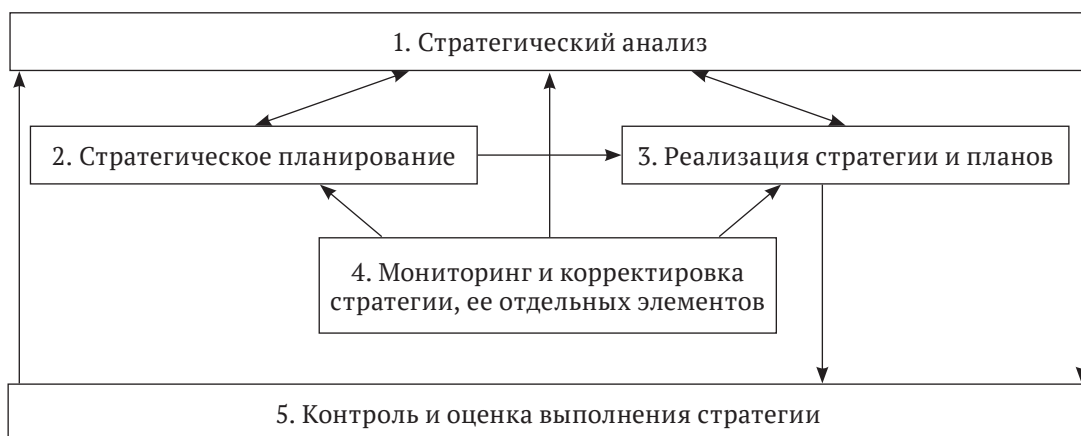 1. Стратегический анализ
2. Стратегическое планирование
3. Реализация стратегии и планов
4. Мониторинг и корректировка
стратегии, ее отдельных элементов
5. Контроль и оценка выполнения стратегии